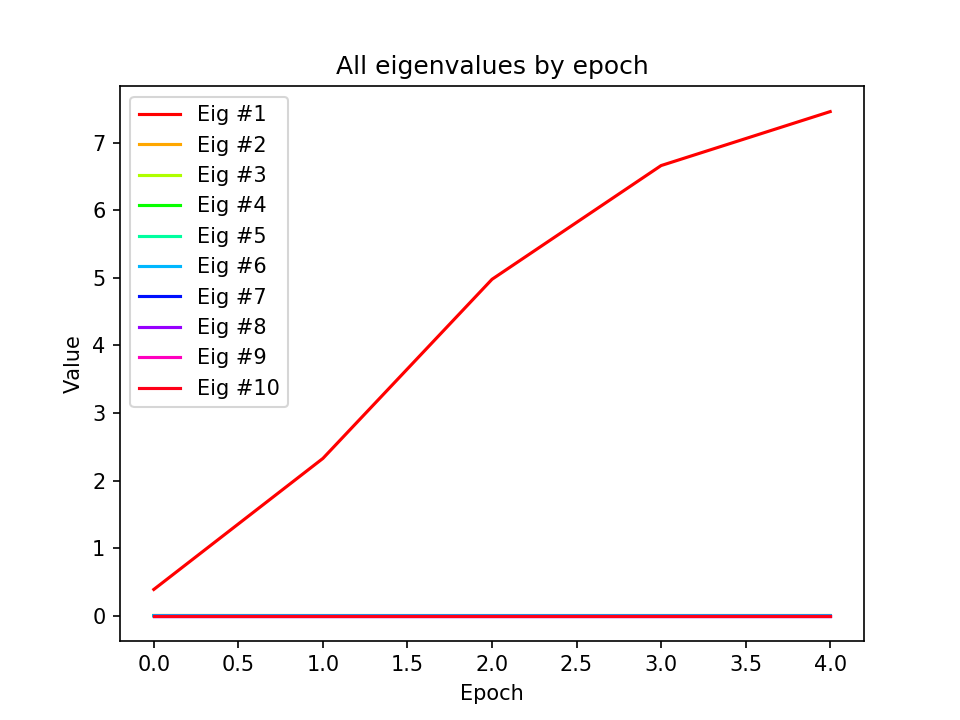 All eigenvalues by epoch
Eig #1
Eig #2
Eig #3
Eig #4
Eig #5
Eig #6
Eig #7
Eig #8
Eig #9
Eig #10
Value
7
6
5
4
3
2
1
0
0.0 0.5 1.0 1.5 2.0 2.5 3.0 3.5 4.0
Epoch